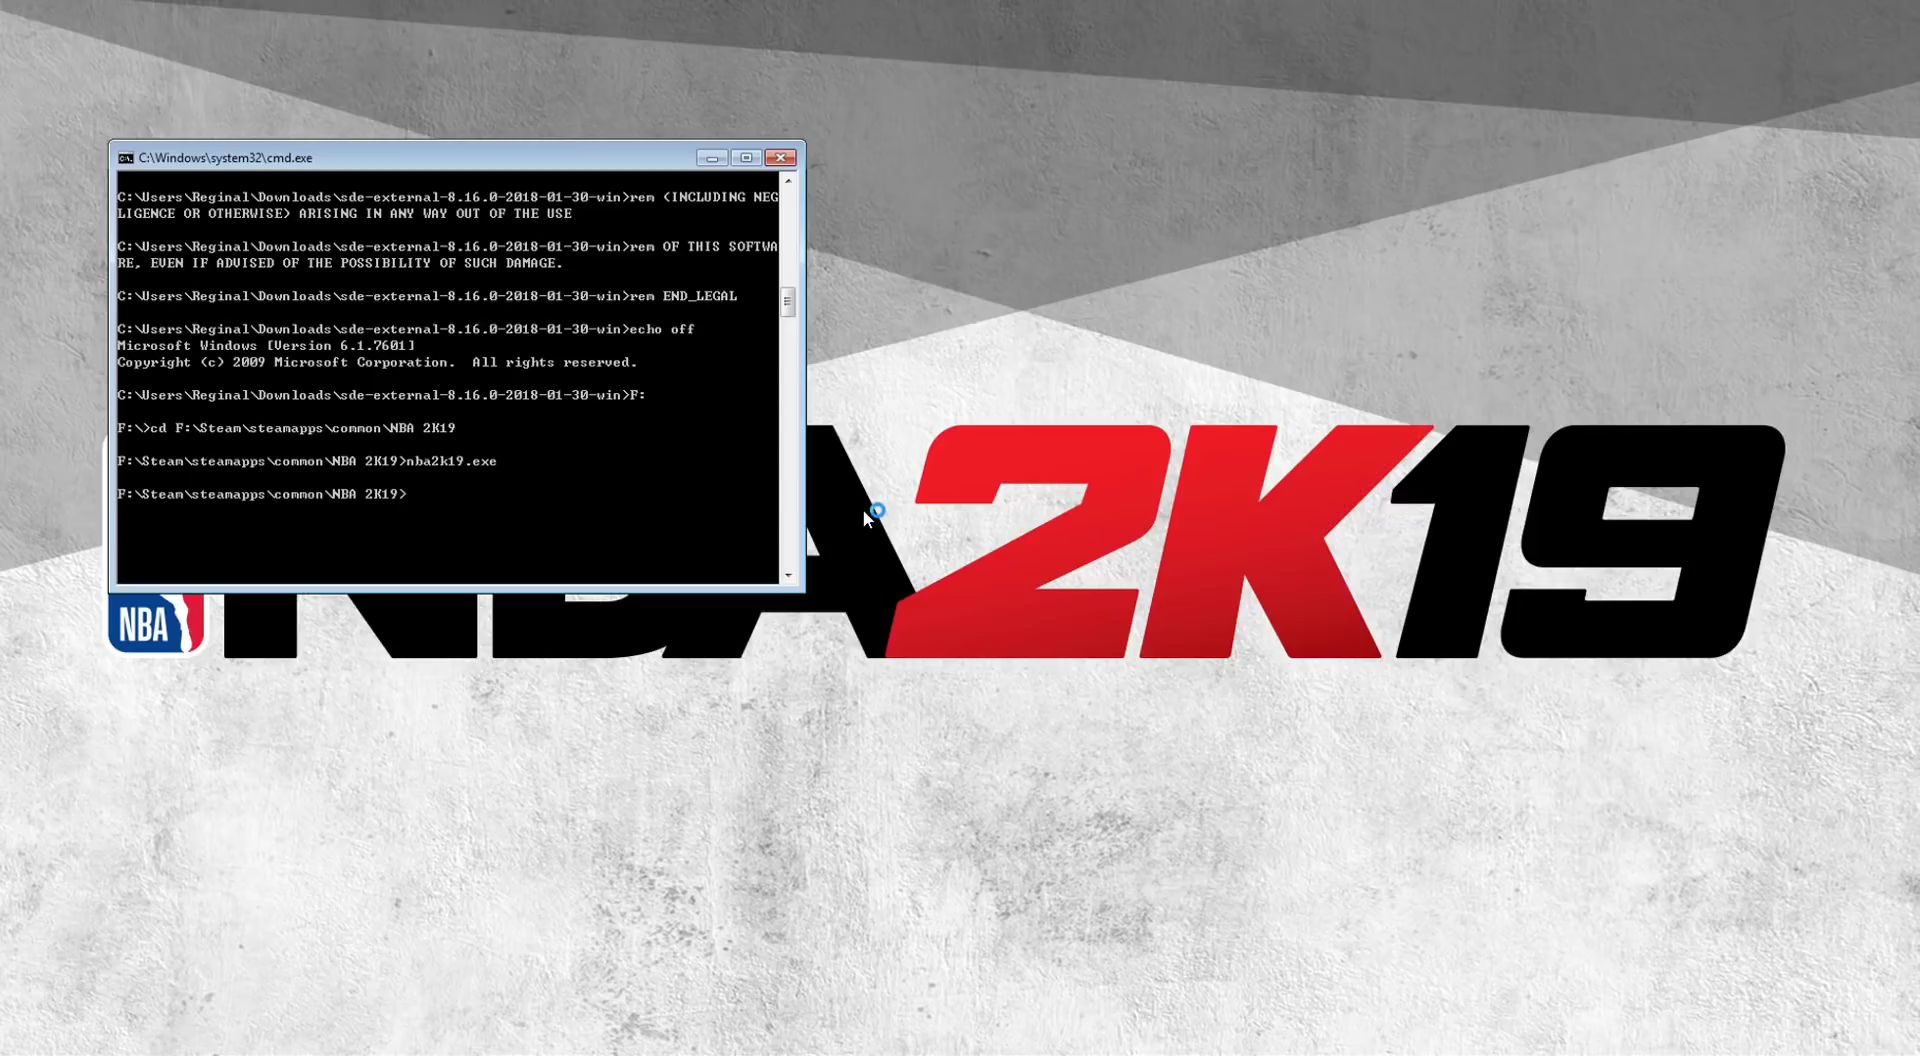 C:\Windows\system32\cmd.exe
C:\Users\Reginal\Downloads\sde-external-8.16.0-2018-01-30-win>rem (INCLUDING NEG
LIGENCE OR OTHERWISE) ARISING IN ANY WAY OUT OF THE USE
C:\Users\Reginal\Downloads\sde-external-8.16.0-2018-01-30-win>rem OF THIS SOFTWA
RE, EVEN IF ADVISED OF THE POSSIBILITY OF SUCH DAMAGE.
C:\Users\Reginal\Downloads\sde-external-8.16.0-2018-01-30-win>rem END_LEGAL
C:\Users\Reginal\Downloads\sde-external-8.16.0-2018-01-30-win>echo off
Microsoft Windows [Version 6.1.7601]
Copyright (c) 2009 Microsoft Corporation.  All rights reserved.
C:\Users\Reginal\Downloads\sde-external-8.16.0-2018-01-30-win>F:
F:\>cd F:\Steam\steamapps\common\NBA 2K19
F:\Steam\steamapps\common\NBA 2K19>nba2k19.exe
F:\Steam\steamapps\common\NBA 2K19>
NBA
NBA2K19